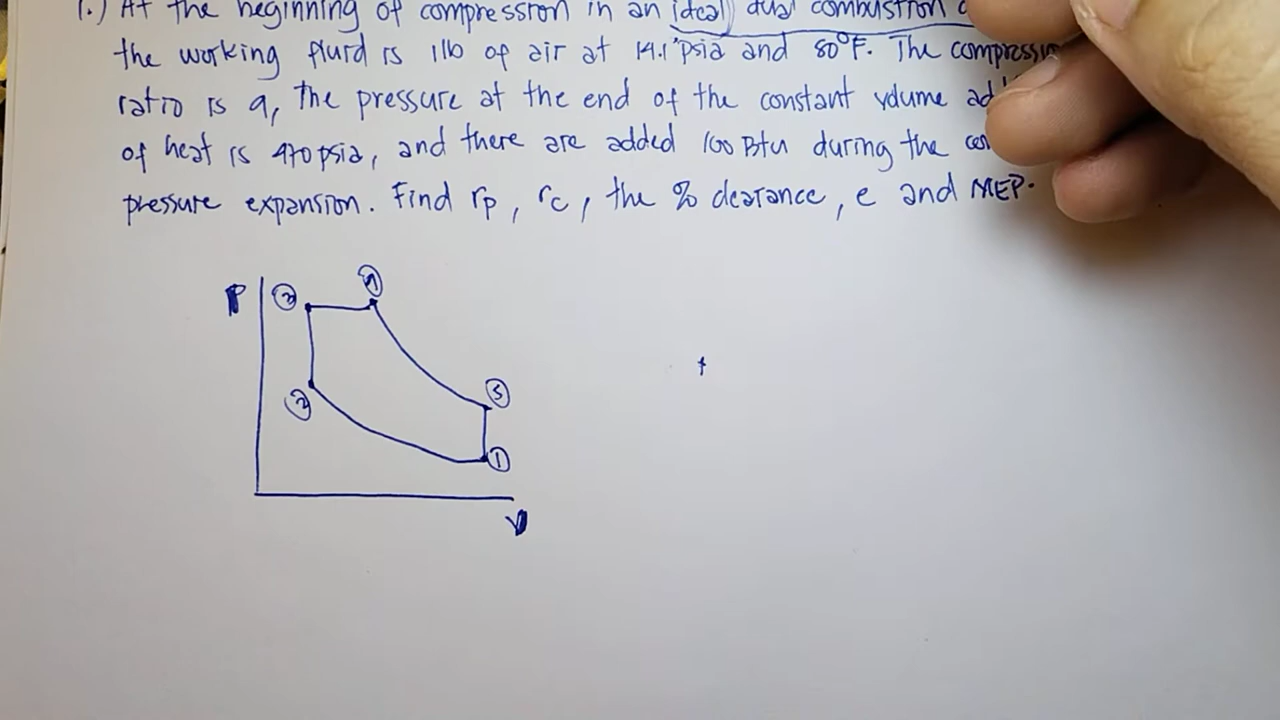 1.) At the beginning of compression in an ideal dual combustion
the working fluid is 1lb of air at 14.1 psia and 80°F. The compressio
ratio is 9, the pressure at the end of the constant volume add
of heat is 470 psia, and there are added 100 Btu during the con
pressure expansion. Find rp, rc, the % clearance, e and MEP.
P
③
④
②
⑤
①
V